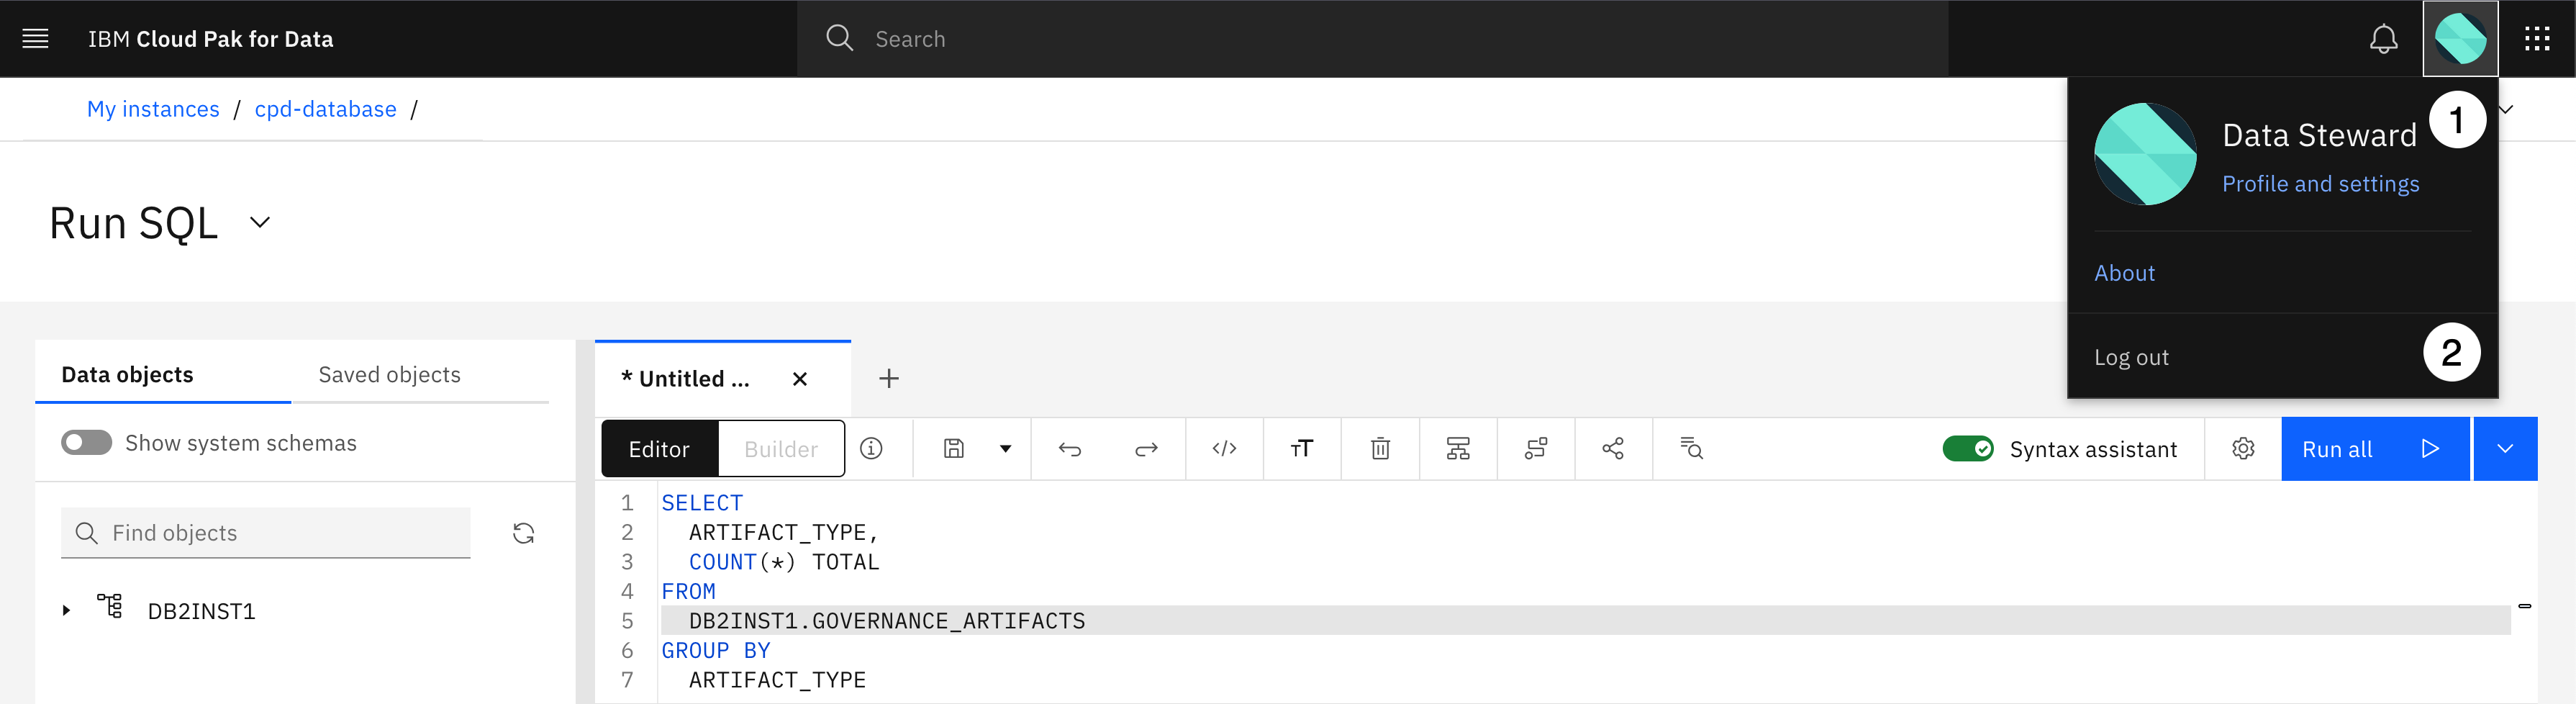 IBM Cloud Pak for Data
Search
My instances / cpd-database /
1
Data Steward
Profile and settings
Run SQL
About
2
Log out
Data objects
Saved objects
* Untitled ...
Show system schemas
Editor
Builder
TT
Syntax assistant
Run all
Find objects
DB2INST1
1 SELECT
2 ARTIFACT_TYPE,
3 COUNT(*) TOTAL
4 FROM
5 DB2INST1.GOVERNANCE_ARTIFACTS
6 GROUP BY
7 ARTIFACT_TYPE